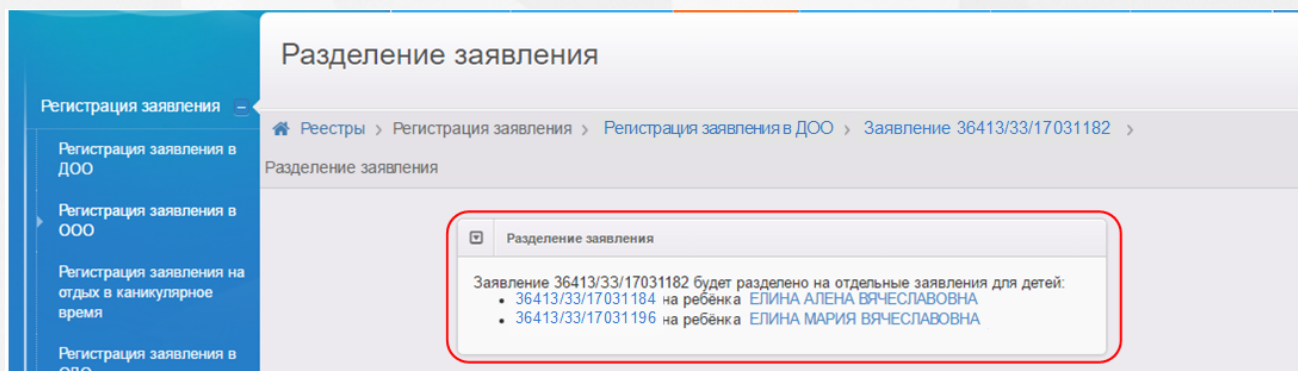 Разделение заявления
Регистрация заявления
Реестры > Регистрация заявления > Регистрация заявления в ДОО > Заявление 36413/33/17031182 >
Разделение заявления
Регистрация заявления в
ДОО
Регистрация заявления в
ООО
Регистрация заявления на
отдых в каникулярное
время
Регистрация заявления в
Разделение заявления
Заявление 36413/33/17031182 будет разделено на отдельные заявления для детей:
• 36413/33/17031184 на ребёнка ЕЛИНА АЛЕНА ВЯЧЕСЛАВОВНА
• 36413/33/17031196 на ребёнка ЕЛИНА МАРИЯ ВЯЧЕСЛАВОВНА